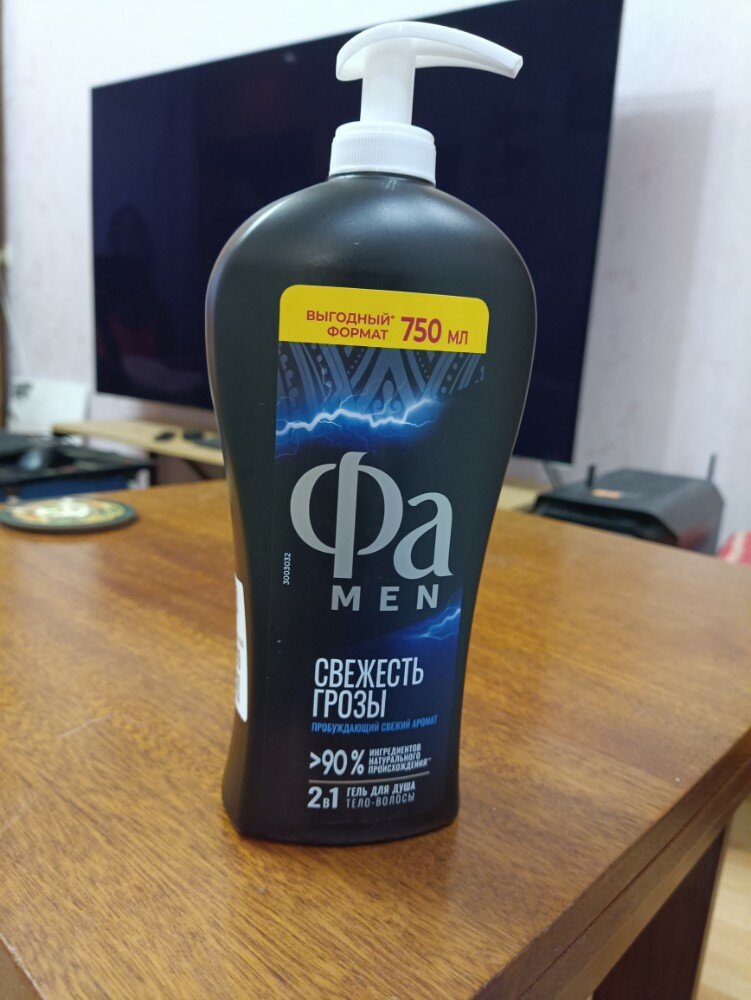 ВЫГОДНЫЙ*
ФОРМАТ 750 МЛ
Фа
MEN
3003032
СВЕЖЕСТЬ
ГРОЗЫ
ПРОБУЖДАЮЩИЙ СВЕЖИЙ АРОМАТ
>90% ИНГРЕДИЕНТОВ
НАТУРАЛЬНОГО
ПРОИСХОЖДЕНИЯ**
2в1 ГЕЛЬ ДЛЯ ДУША
ТЕЛО-ВОЛОСЫ